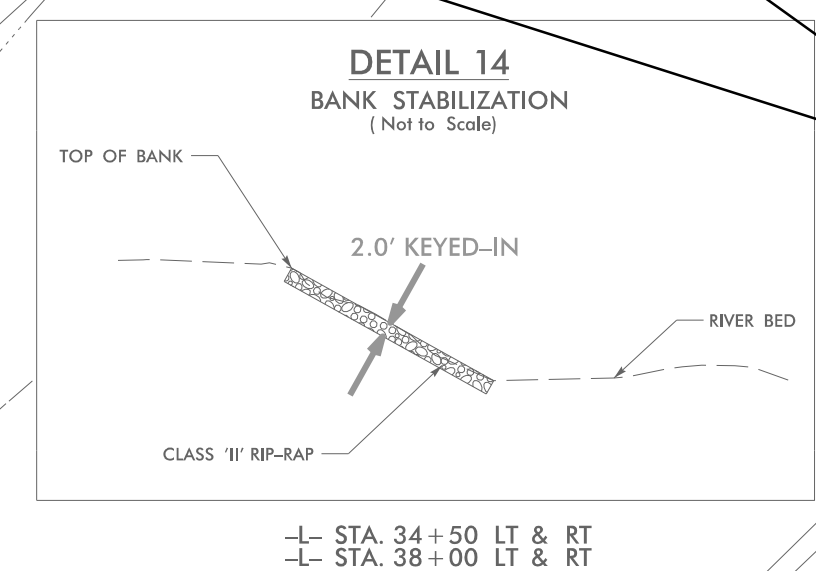 DETAIL 14
BANK STABILIZATION
( Not to Scale)
TOP OF BANK
2.0' KEYED–IN
RIVER BED
CLASS 'II' RIP–RAP
–L– STA. 34+50 LT & RT
–L– STA. 38+00 LT & RT